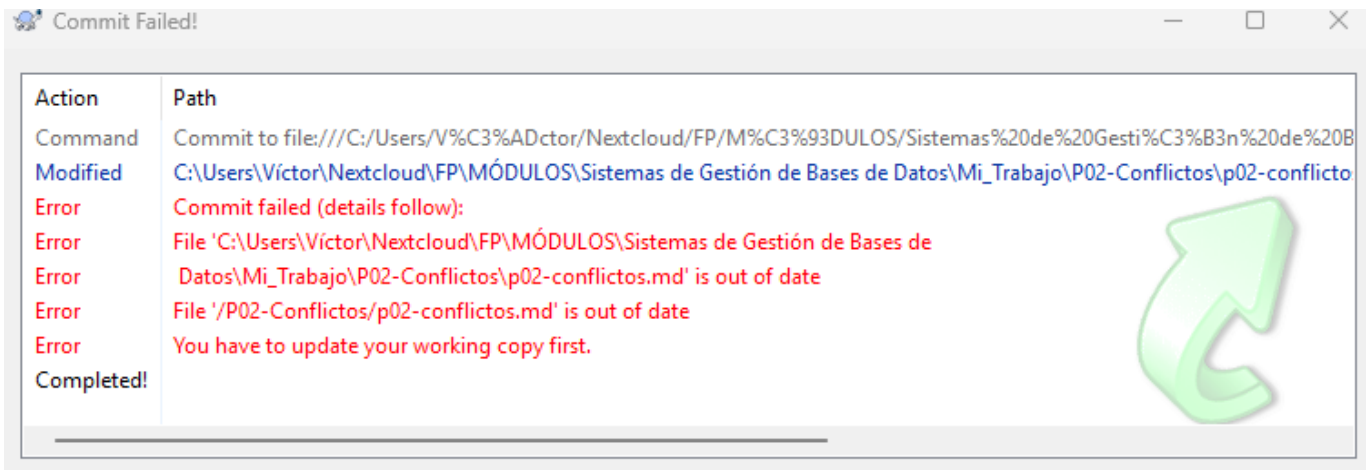 Commit Failed!
Action Path
Command Commit to file:///C:/Users/V%C3%ADctor/Nextcloud/FP/M%C3%93DULOS/Sistemas%20de%20Gesti%C3%B3n%20de%20B
Modified C:\Users\Víctor\Nextcloud\FP\MÓDULOS\Sistemas de Gestión de Bases de Datos\Mi_Trabajo\P02-Conflictos\p02-conflicto
Error Commit failed (details follow):
Error File 'C:\Users\Víctor\Nextcloud\FP\MÓDULOS\Sistemas de Gestión de Bases de
Error Datos\Mi_Trabajo\P02-Conflictos\p02-conflictos.md' is out of date
Error File '/P02-Conflictos/p02-conflictos.md' is out of date
Error You have to update your working copy first.
Completed!